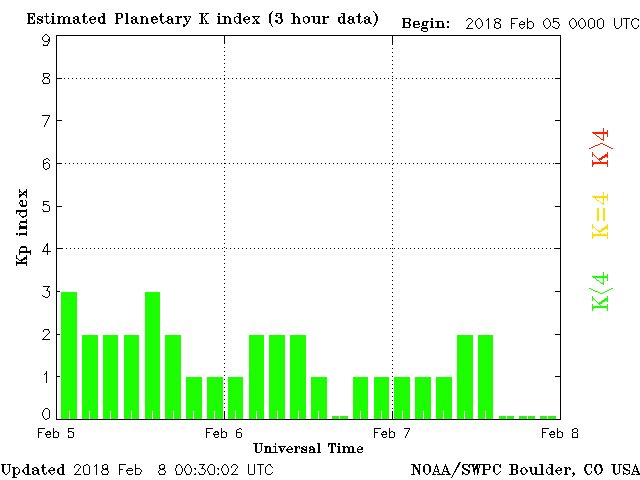 Estimated Planetary K index (3 hour data)
Begin: 2018 Feb 05 0000 UTC
9
8
7
6
5
4
3
2
1
0
Kp index
K>4
K=4
K<4
Feb 5
Feb 6
Feb 7
Feb 8
Universal Time
Updated 2018 Feb 8 00:30:02 UTC
NOAA/SWPC Boulder, CO USA